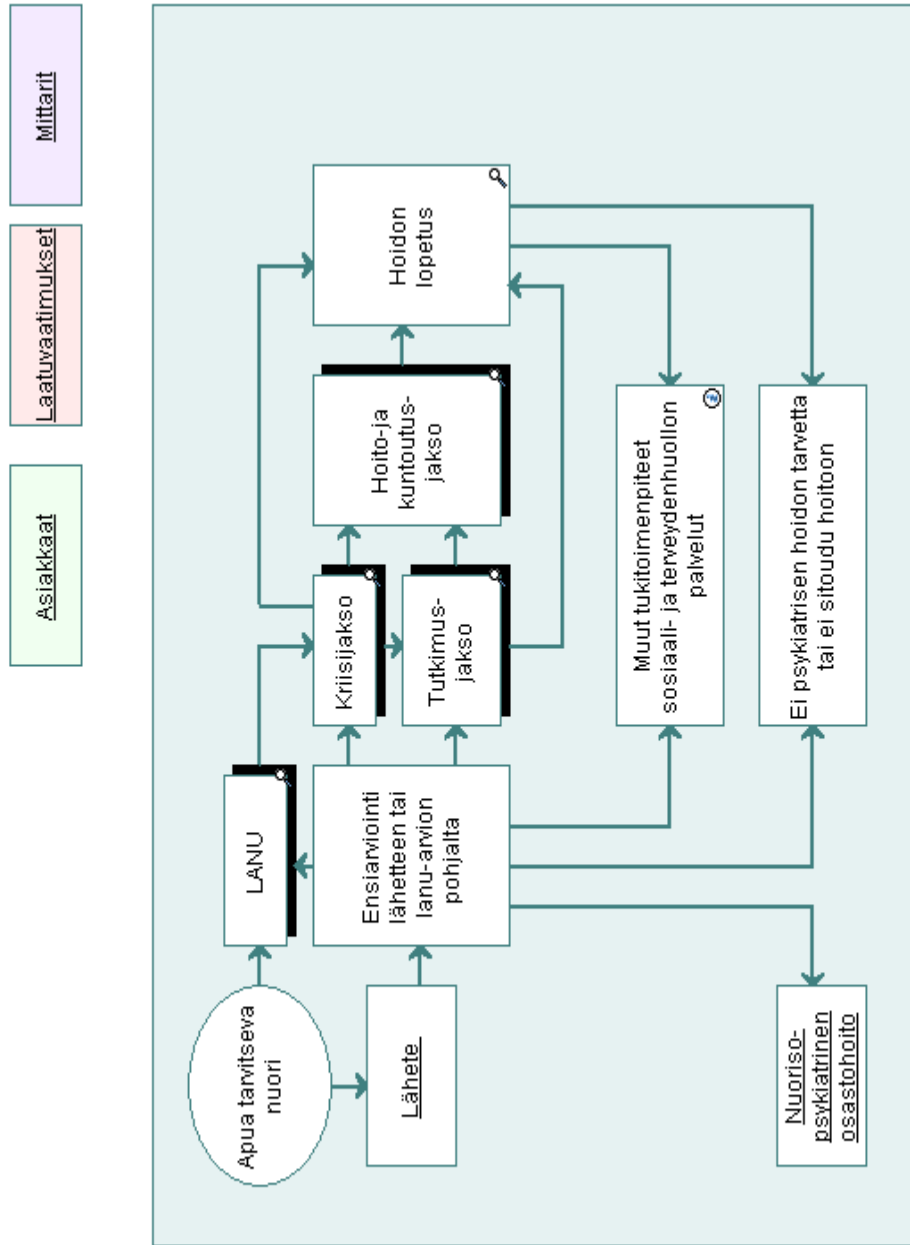 Asiakkaat
Laatuvaatimukset
Mittarit
Apua tarvitseva
nuori
LANU
Lähete
Ensiarviointi
lähetteen tai
lanu-arvion
pohjalta
Kriisijakso
Tutkimus-
jakso
Hoito-ja
kuntoutus-
jakso
Hoidon
lopetus
Muut tukitoimenpiteet
sosiaali- ja terveydenhuollon
palvelut
Ei psykiatrisen hoidon tarvetta
tai ei sitoudu hoitoon
Nuoriso-
psykiatrinen
osastohoito